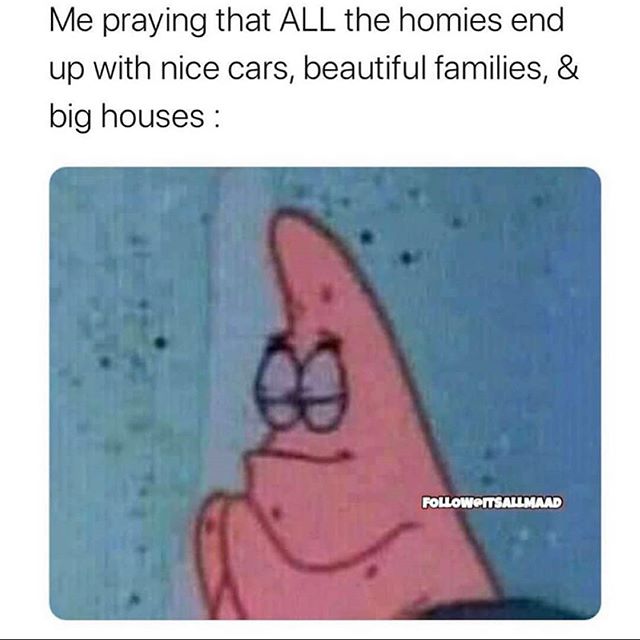 Me praying that ALL the homies end
up with nice cars, beautiful families, &
big houses :
FOLLOW@ITSALLMAAD